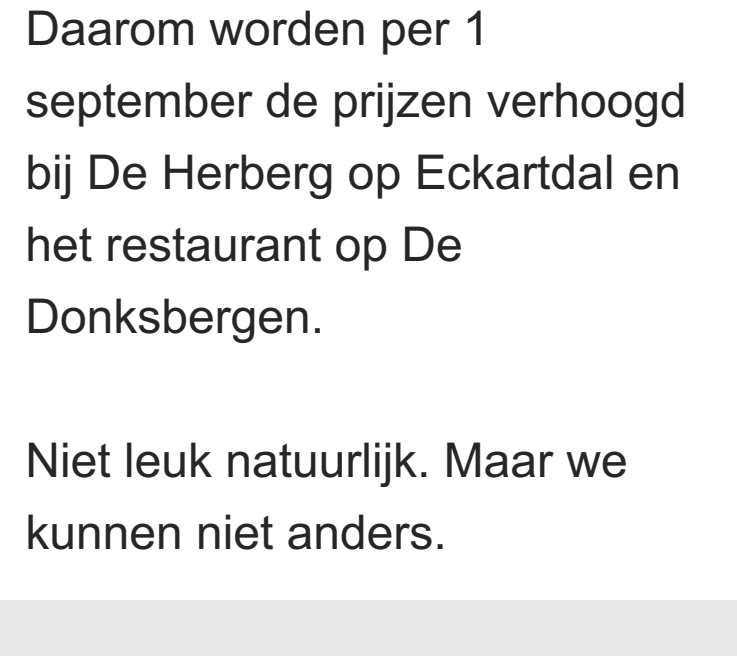 Daarom worden per 1
september de prijzen verhoogd
bij De Herberg op Eckartdal en
het restaurant op De
Donksbergen.
Niet leuk natuurlijk. Maar we
kunnen niet anders.